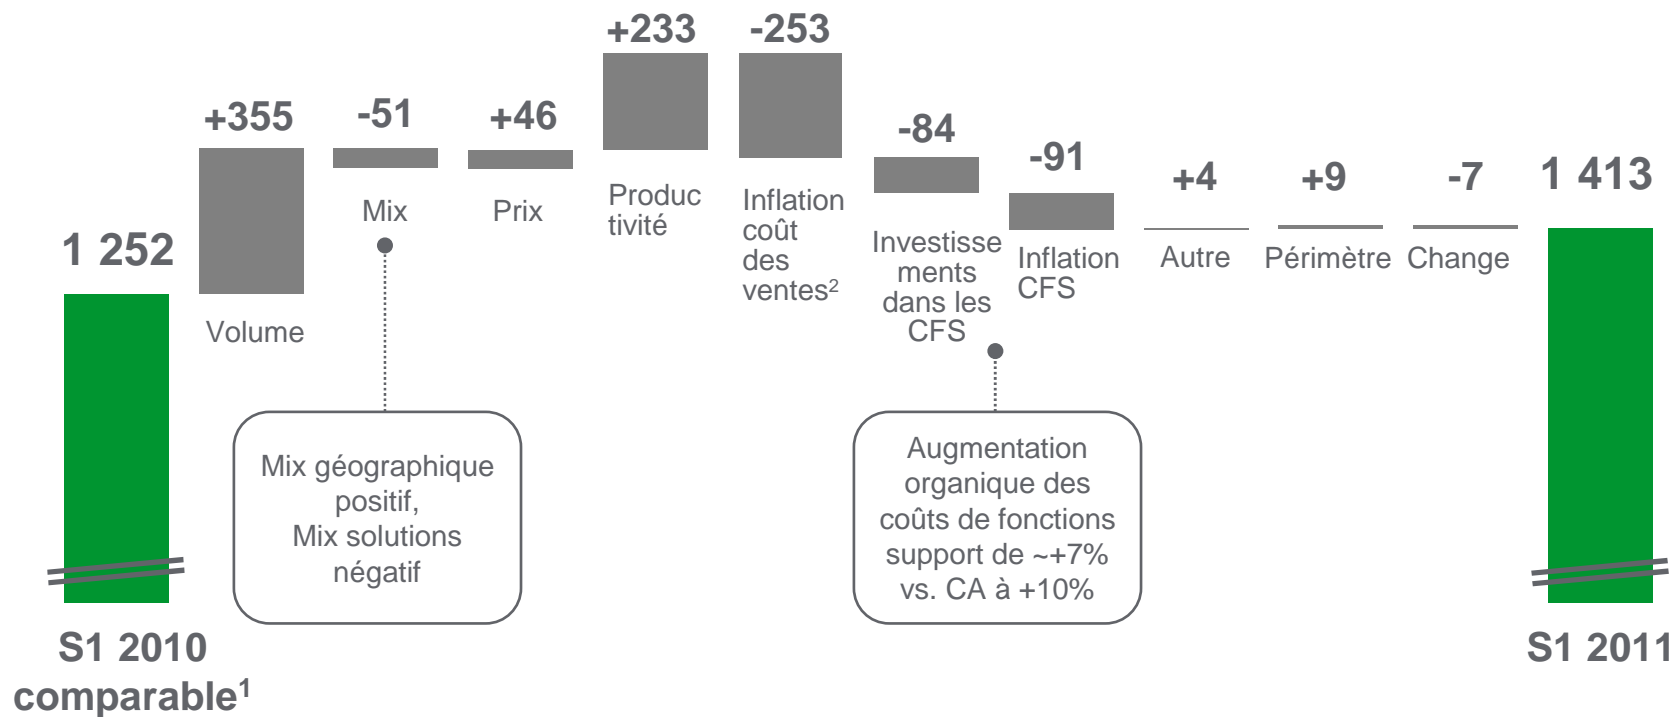 1 252
S1 2010
comparable¹
+355
Volume
-51
Mix
+46
Prix
+233
Produc
tivité
-253
Inflation
coût
des
ventes²
-84
Investisse
ments
dans les
CFS
-91
Inflation
CFS
+4
Autre
+9
Périmètre
-7
Change
1 413
S1 2011
Mix géographique
positif,
Mix solutions
négatif
Augmentation
organique des
coûts de fonctions
support de ~+7%
vs. CA à +10%